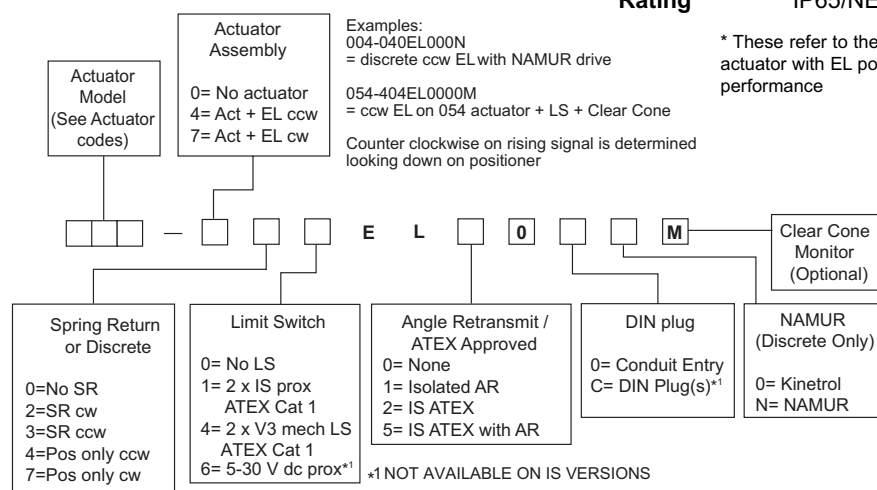 Rating
IP65/NE
Actuator
Model
(See Actuator
codes)
Actuator
Assembly
0= No actuator
4= Act + EL ccw
7= Act + EL cw
Examples:
004-040EL000N
= discrete ccw EL with NAMUR drive
054-404EL0000M
= ccw EL on 054 actuator + LS + Clear Cone
Counter clockwise on rising signal is determined
looking down on positioner
* These refer to the
actuator with EL po
performance
– E L 0 M
Clear Cone
Monitor
(Optional)
Spring Return
or Discrete
0=No SR
2=SR cw
3=SR ccw
4=Pos only ccw
7=Pos only cw
Limit Switch
0= No LS
1= 2 x IS prox
ATEX Cat 1
4= 2 x V3 mech LS
ATEX Cat 1
6= 5-30 V dc prox*1
Angle Retransmit /
ATEX Approved
0= None
1= Isolated AR
2= IS ATEX
5= IS ATEX with AR
DIN plug
0= Conduit Entry
C= DIN Plug(s)*1
NAMUR
(Discrete Only)
0= Kinetrol
N= NAMUR
*1 NOT AVAILABLE ON IS VERSIONS